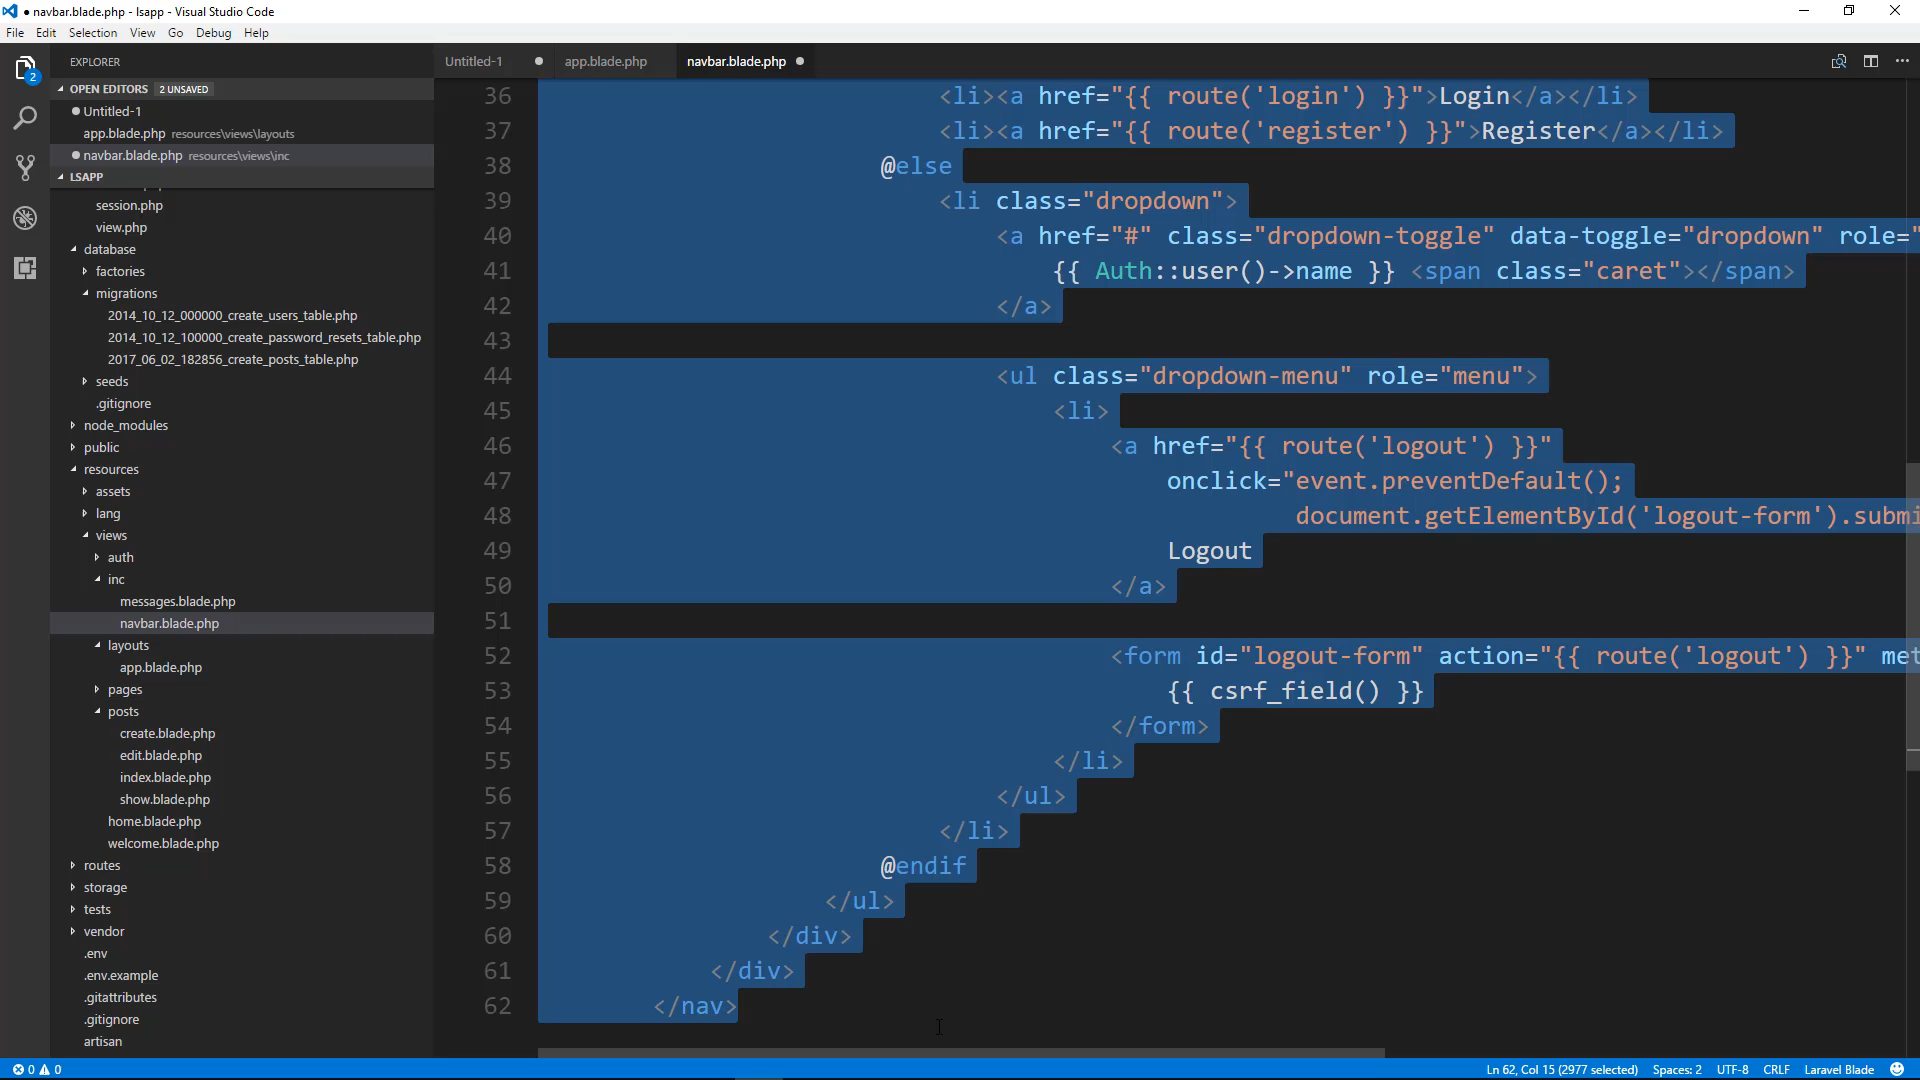 navbar.blade.php - lsapp - Visual Studio Code
File Edit Selection View Go Debug Help
EXPLORER
Untitled-1 app.blade.php navbar.blade.php
2
OPEN EDITORS 2 UNSAVED
Untitled-1
app.blade.php resources\views\layouts
navbar.blade.php resources\views\inc
LSAPP
session.php
view.php
database
factories
migrations
2014_10_12_000000_create_users_table.php
2014_10_12_100000_create_password_resets_table.php
2017_06_02_182856_create_posts_table.php
seeds
.gitignore
node_modules
public
resources
assets
lang
views
auth
inc
messages.blade.php
navbar.blade.php
layouts
app.blade.php
pages
posts
create.blade.php
edit.blade.php
index.blade.php
show.blade.php
home.blade.php
welcome.blade.php
routes
storage
tests
vendor
.env
.env.example
.gitattributes
.gitignore
artisan
36 <li><a href="{{ route('login') }}">Login</a></li>
37 <li><a href="{{ route('register') }}">Register</a></li>
38 @else
39 <li class="dropdown">
40 <a href="#" class="dropdown-toggle" data-toggle="dropdown" role="
41 {{ Auth::user()->name }} <span class="caret"></span>
42 </a>
43
44 <ul class="dropdown-menu" role="menu">
45 <li>
46 <a href="{{ route('logout') }}"
47 onclick="event.preventDefault();
48 document.getElementById('logout-form').submi
49 Logout
50 </a>
51
52 <form id="logout-form" action="{{ route('logout') }}" met
53 {{ csrf_field() }}
54 </form>
55 </li>
56 </ul>
57 </li>
58 @endif
59 </ul>
60 </div>
61 </div>
62 </nav>
0 0 Ln 62, Col 15 (2977 selected) Spaces: 2 UTF-8 CRLF Laravel Blade